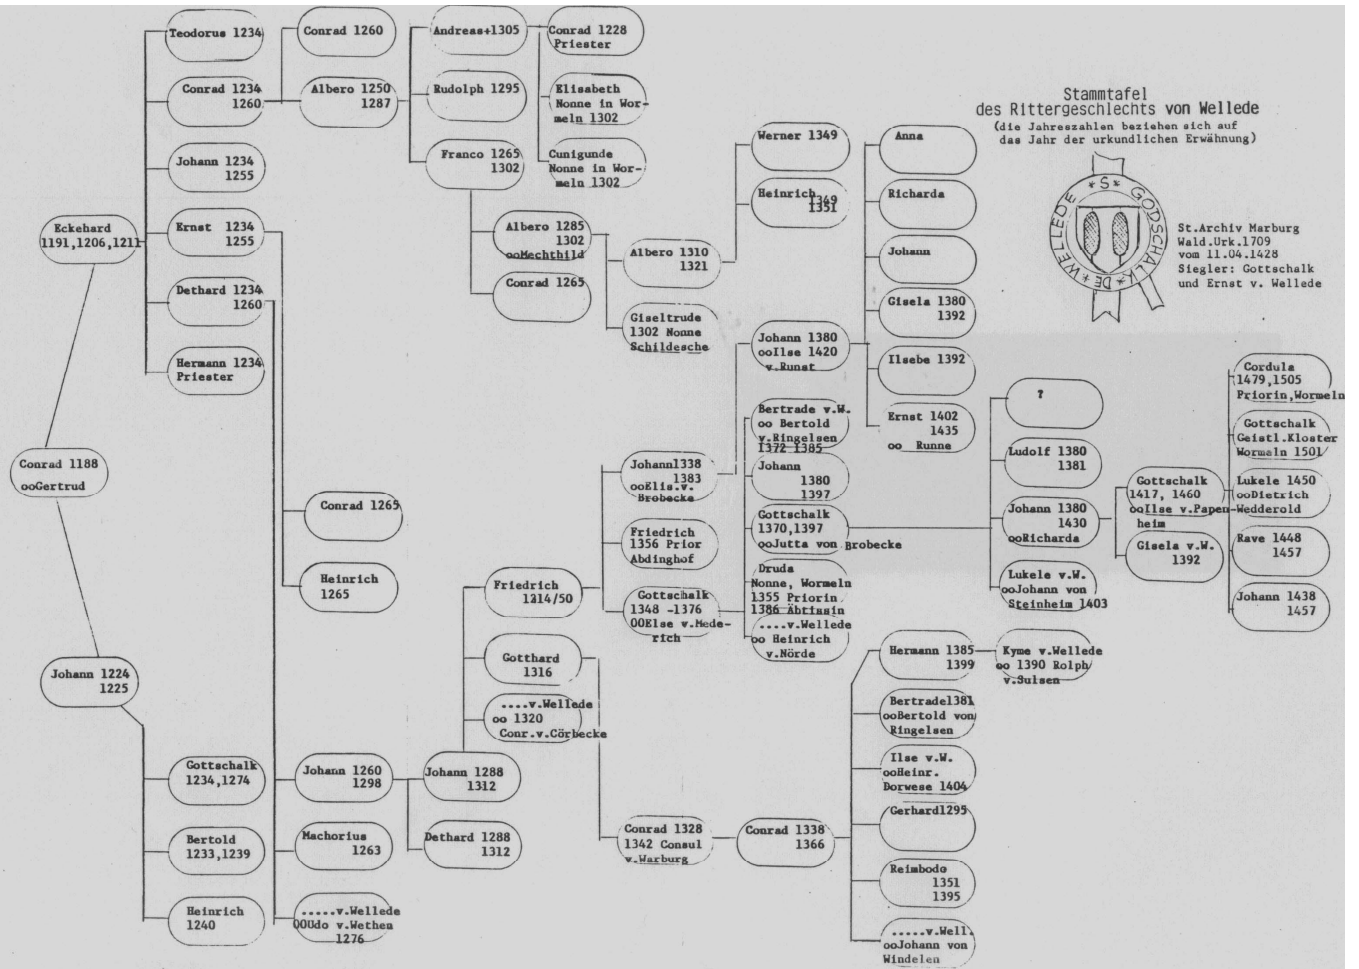 Stammtafel
des Rittergeschlechts von Wellede
(die Jahreszahlen beziehen sich auf
das Jahr der urkundlichen Erwähnung)
*S* GODSCHALK*DE*WELLEDE
St.Archiv Marburg
Wald.Urk.1709
vom 11.04.1428
Siegler: Gottschalk
und Ernst v. Wellede
Conrad 1188
ooGertrud
Eckehard
1191,1206,1211
Johann 1224
1225
Teodorus 1234
Conrad 1234
1260
Johann 1234
1255
Ernst 1234
1255
Dethard 1234
1260
Hermann 1234
Priester
Gottschalk
1234,1274
Bertold
1233,1239
Heinrich
1240
Conrad 1260
Albero 1250
1287
Conrad 1265
Heinrich
1265
Johann 1260
1298
Machorius
1263
.....v.Wellede
OOUdo v.Wethen
1276
Andreas+1305
Rudolph 1295
Franco 1265
1302
Conrad 1228
Priester
Elisabeth
Nonne in Wor-
meln 1302
Cunigunde
Nonne in Wor-
meln 1302
Albero 1285
1302
ooMechthild
Conrad 1265
Albero 1310
1321
Giseltrude
1302 Nonne
Schildesche
Werner 1349
Heinrich
1349
1351
Johann 1288
1312
Dethard 1288
1312
Friedrich
1314/50
Gotthard
1316
....v.Wellede
oo 1320
Conr.v.Cörbecke
Johann1338
1383
ooElis.v.
Brobecke
Friedrich
1356 Prior
Abdinghof
Gottschalk
1348 -1376
OOElse v.Mede-
rich
Conrad 1328
1342 Consul
v.Warburg
Johann 1380
ooIlse 1420
v.Runst
Bertrade v.W.
oo Bertold
v.Ringelsen
1372 1385
Johann
1380
1397
Gottschalk
1370,1397
ooJutta von Brobecke
Druda
Nonne, Wormeln
1355 Priorin
1386 Äbtissin
....v.Wellede
oo Heinrich
v.Nörde
Conrad 1338
1366
Anna
Richarda
Johann
Gisela 1380
1392
Ilsebe 1392
Ernst 1402
1435
oo Runne
?
Ludolf 1380
1381
Johann 1380
1430
ooRicharda
Lukele v.W.
ooJohann von
Steinheim 1403
Gottschalk
1417, 1460
ooIlse v.Papen-
heim
Gisela v.W.
1392
Cordula
1479,1505
Priorin,Wormeln
Gottschalk
Geistl.Kloster
Wormeln 1501
Lukele 1450
ooDietrich
Wedderold
Rave 1448
1457
Johann 1438
1457
Hermann 1385
1399
Kyme v.Wellede
oo 1390 Rolph
v.Sulsen
Bertrade1381
ooBertold von
Ringelsen
Ilse v.W.
ooHeinr.
Dorwese 1404
Gerhard1295
Reimbode
1351
1395
.....v.Well.
ooJohann von
Windelen